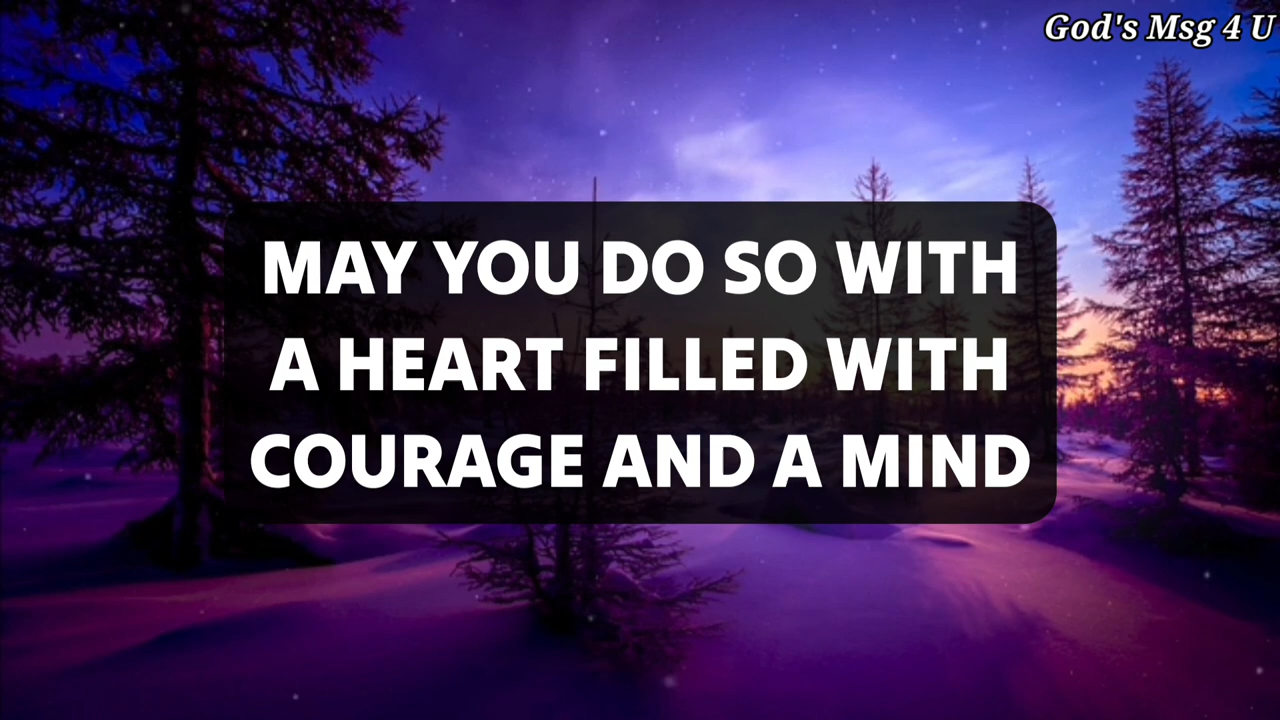 God's Msg 4 U
MAY YOU DO SO WITH
A HEART FILLED WITH
COURAGE AND A MIND